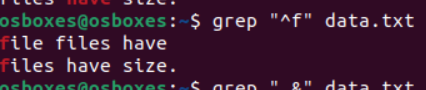 files have size.
osboxes@osboxes:~$ grep "^f" data.txt
file files have
files have size.
osboxes@osboxes:~$ grep " &" data.txt